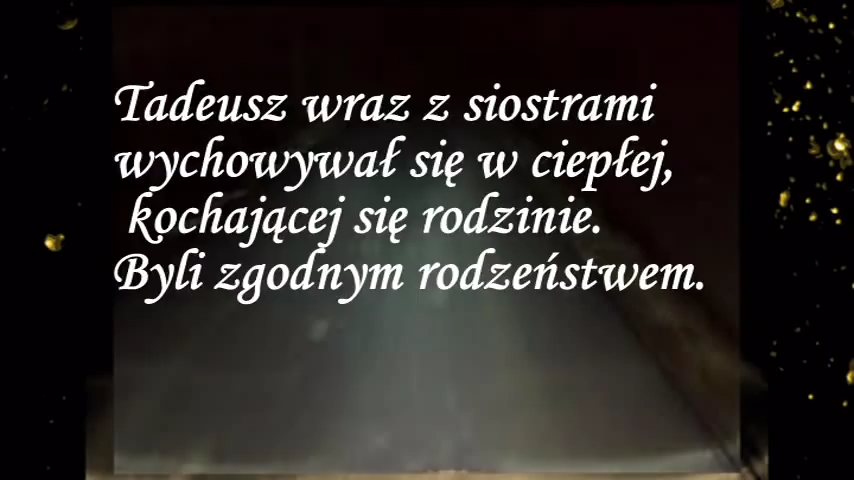 Tadeusz wraz z siostrami
wychowywał się w ciepłej,
kochającej się rodzinie.
Byli zgodnym rodzeństwem.